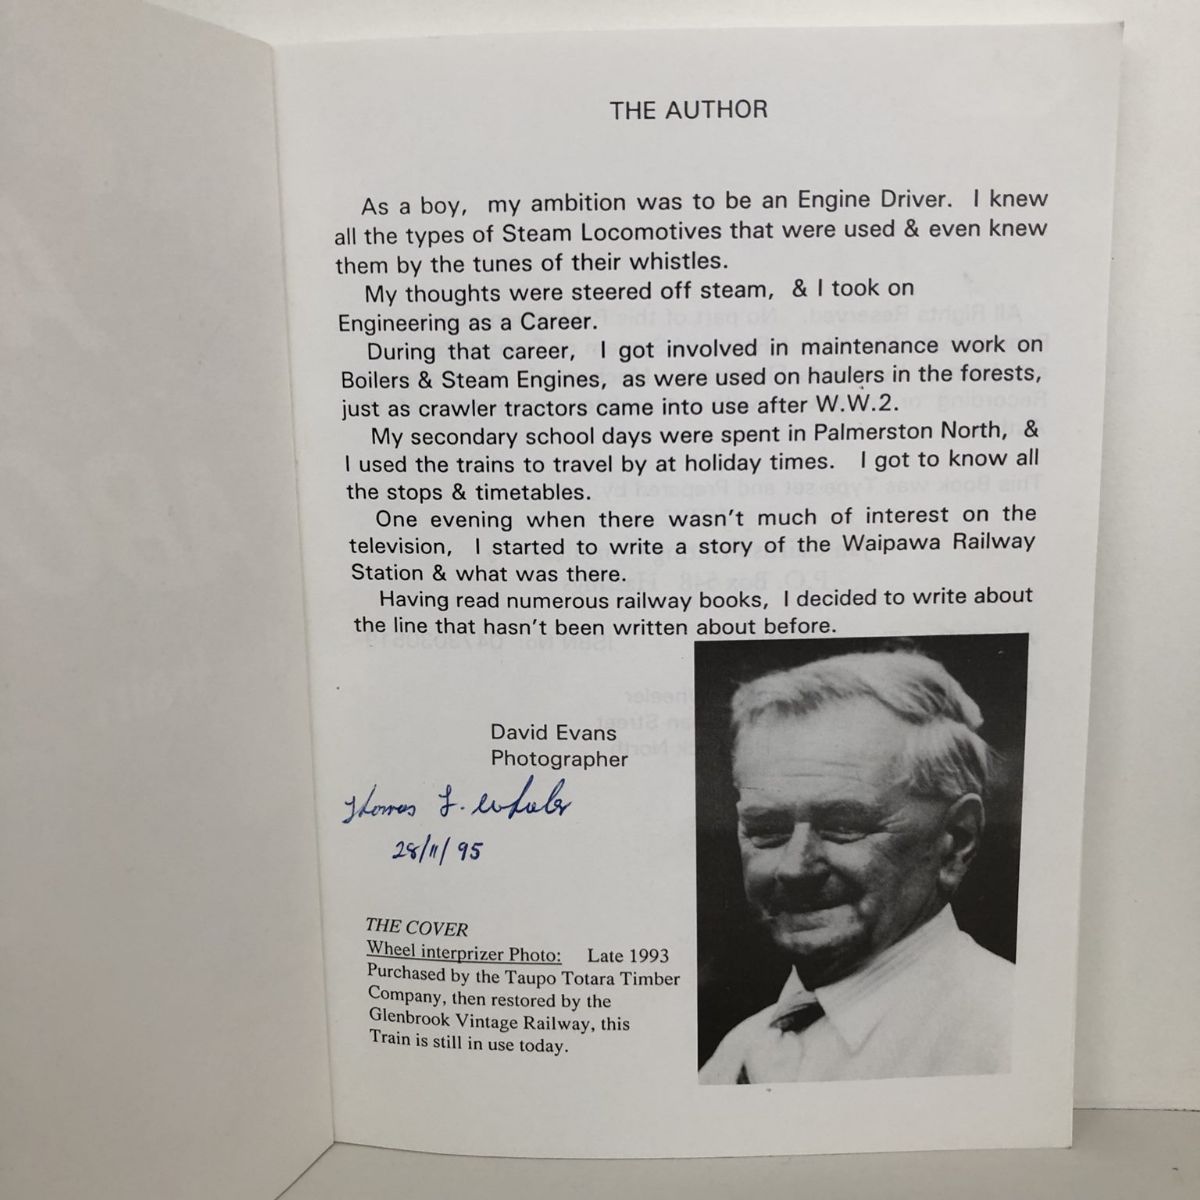 THE AUTHOR
As a boy, my ambition was to be an Engine Driver. I knew
all the types of Steam Locomotives that were used & even knew
them by the tunes of their whistles.
My thoughts were steered off steam, & I took on
Engineering as a Career.
During that career, I got involved in maintenance work on
Boilers & Steam Engines, as were used on haulers in the forests,
just as crawler tractors came into use after W.W.2.
My secondary school days were spent in Palmerston North, &
I used the trains to travel by at holiday times. I got to know all
the stops & timetables.
One evening when there wasn't much of interest on the
television, I started to write a story of the Waipawa Railway
Station & what was there.
Having read numerous railway books, I decided to write about
the line that hasn't been written about before.
David Evans
Photographer
Thomas
28/11/95
THE COVER
Wheel interprizer Photo: Late 1993
Purchased by the Taupo Totara Timber
Company, then restored by the
Glenbrook Vintage Railway, this
Train is still in use today.